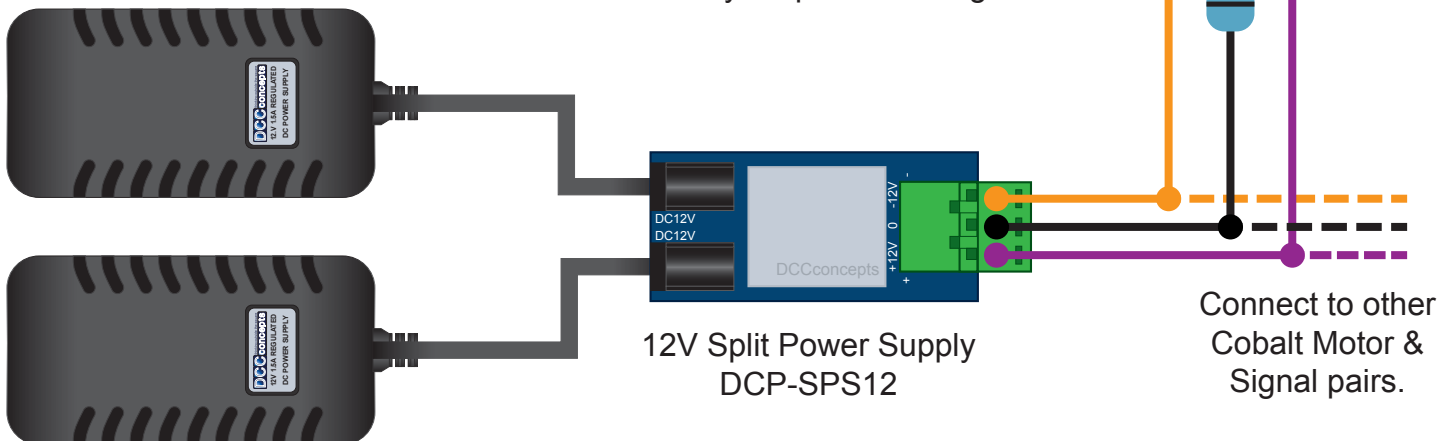 DCCconcepts
12.V 1.5A REGULATED
DC POWER SUPPLY
DC12V
DC12V
-
-12V
0
+12V
+
DCCconcepts
DCCconcepts
12V 1.5A REGULATED
DC POWER SUPPLY
12V Split Power Supply
DCP-SPS12
Connect to other
Cobalt Motor &
Signal pairs.